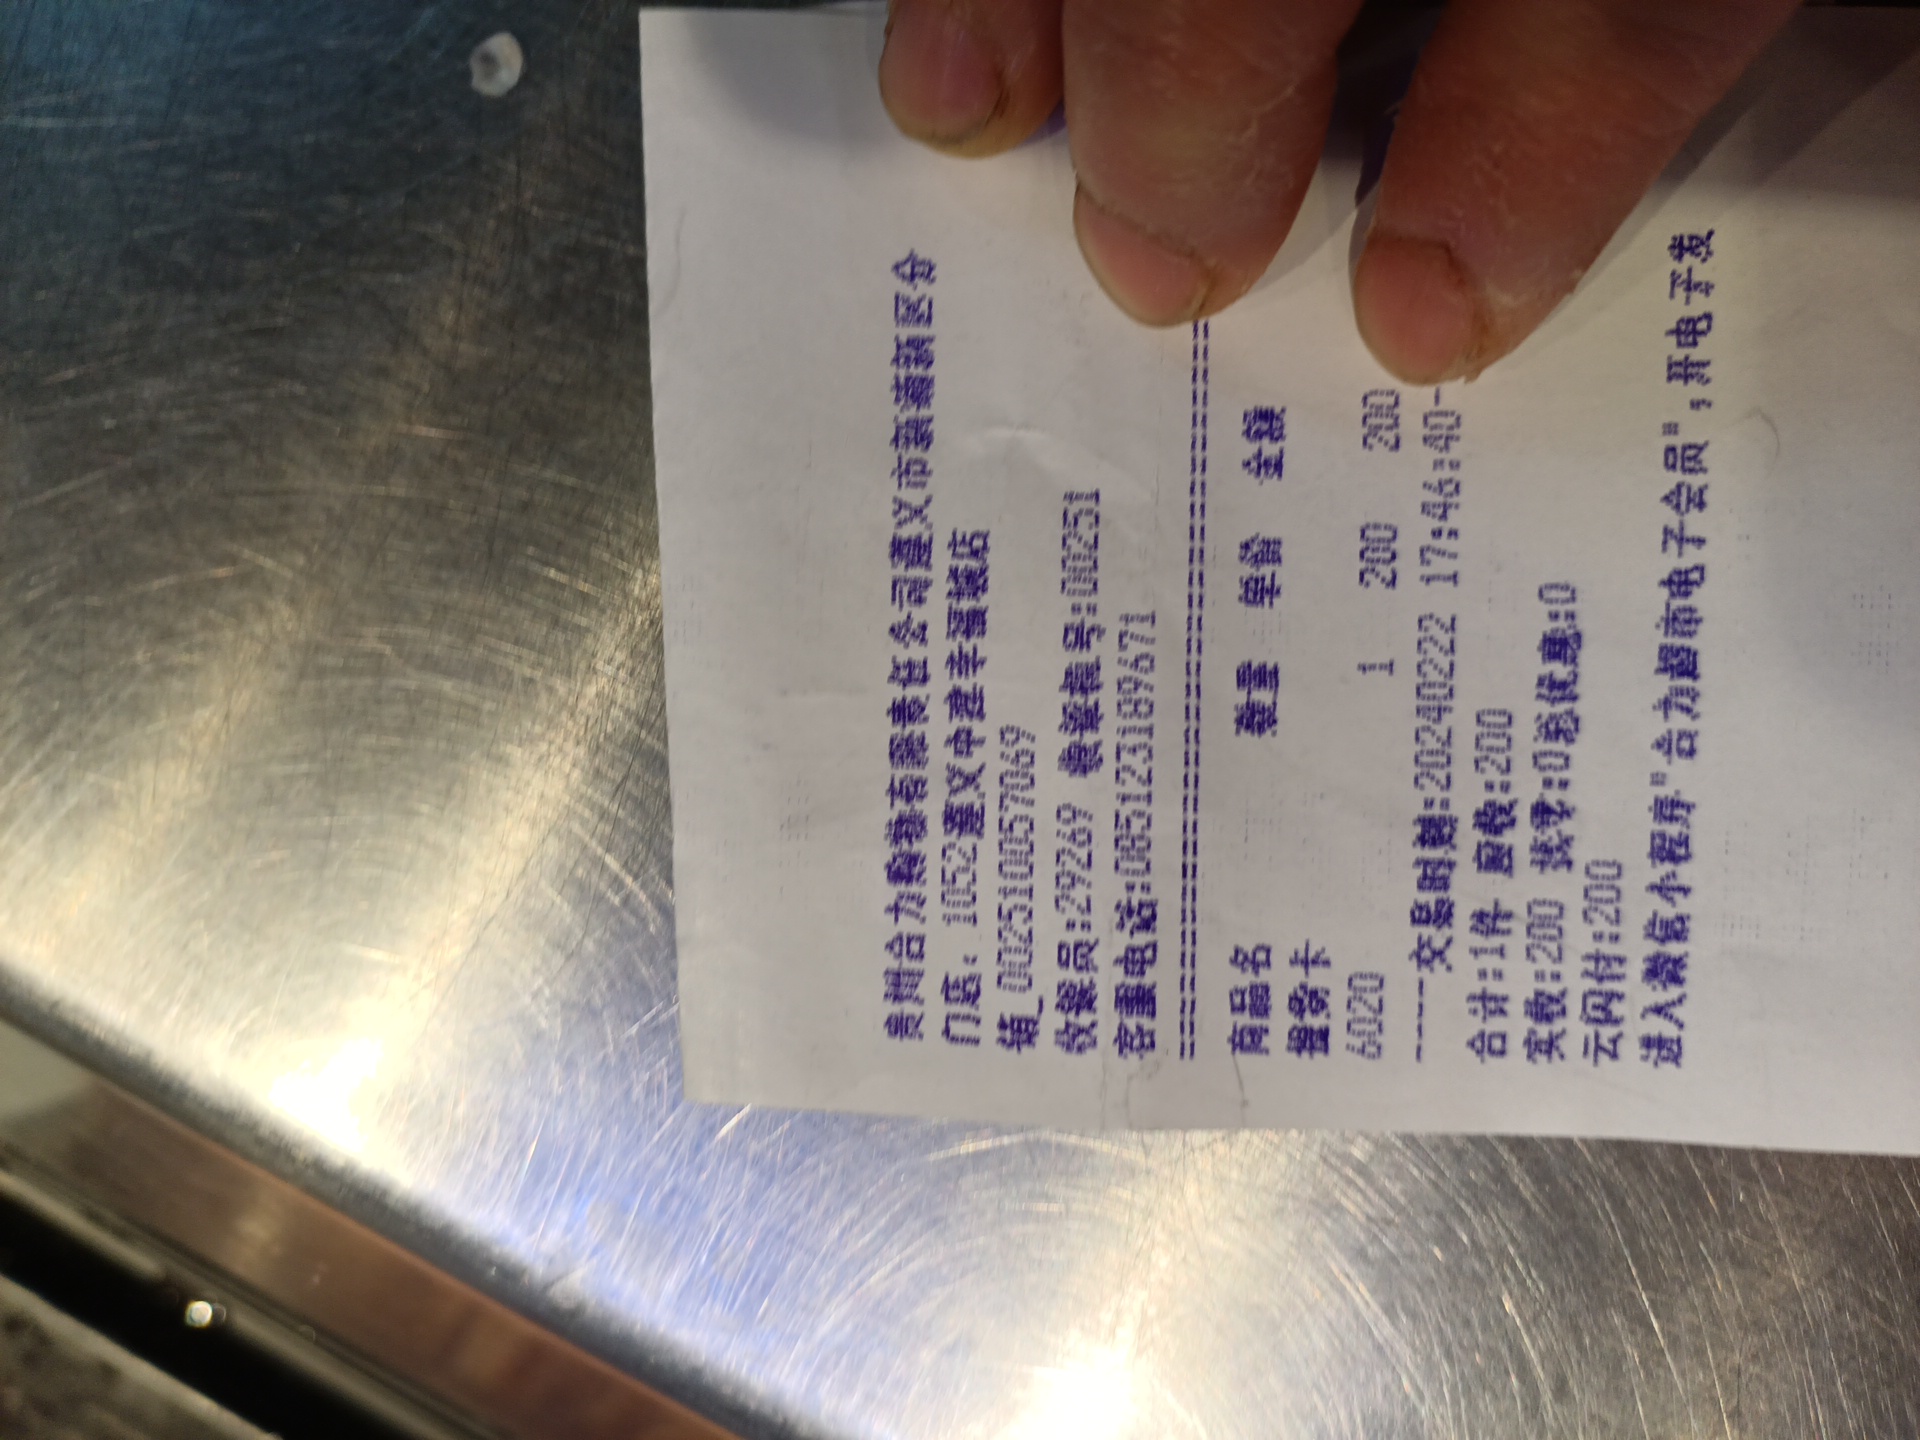 贵州合力购物有限责任公司遵义市新蒲新区分
门店: 1052遵义中建幸福城店
销_002510057069
收银员:29269 收银机号:00251
客服电话:085123189671
================================
商品名 数量 单价 金额
提货卡
6020 1 200 200
----交易时间:20240222 17:46:40-
合计:1件 应收:200
实收:200 找零:0总优惠:0
云闪付:200
进入微信小程序"合力超市电子会员",开电子发